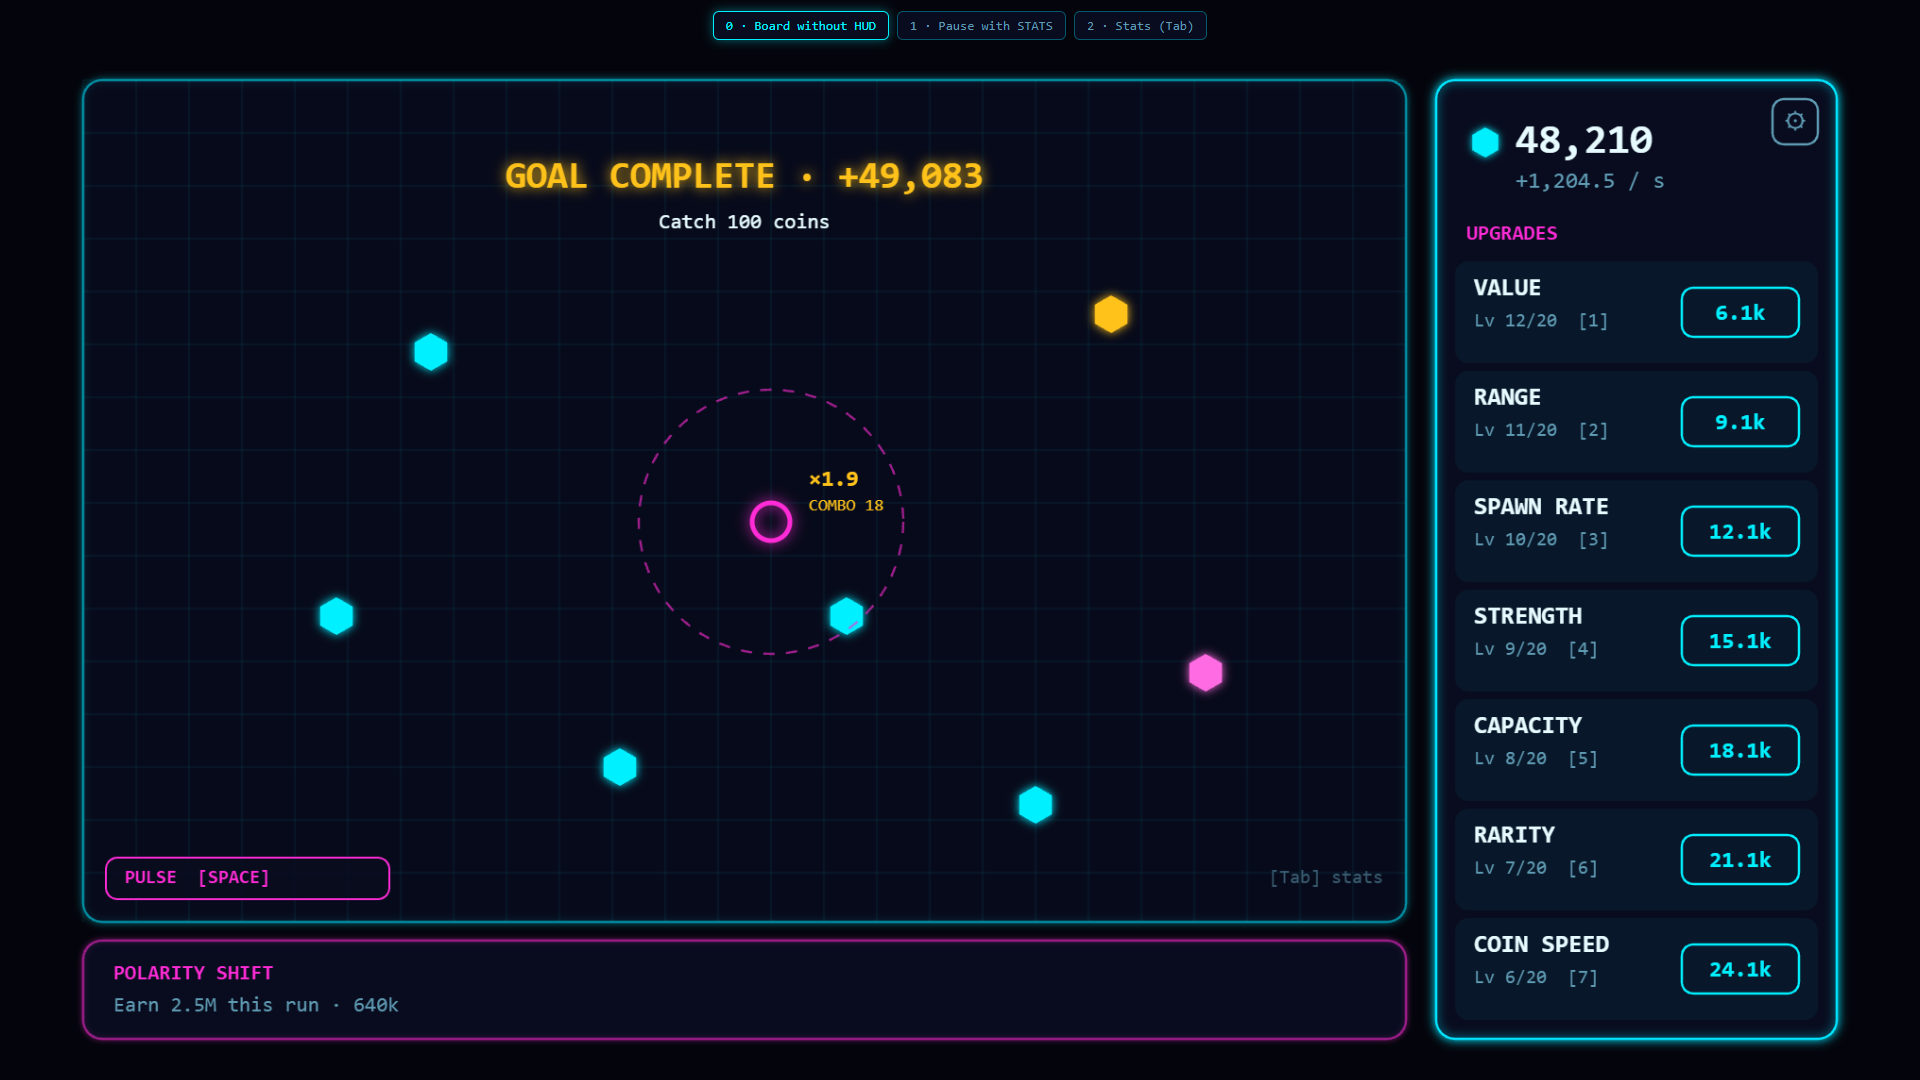 0 · Board without HUD
1 · Pause with STATS
2 · Stats (Tab)
GOAL COMPLETE · +49,083
Catch 100 coins
×1.9
COMBO 18
PULSE [SPACE]
[Tab] stats
POLARITY SHIFT
Earn 2.5M this run · 640k
48,210
+1,204.5 / s
UPGRADES
VALUE
Lv 12/20 [1]
6.1k
RANGE
Lv 11/20 [2]
9.1k
SPAWN RATE
Lv 10/20 [3]
12.1k
STRENGTH
Lv 9/20 [4]
15.1k
CAPACITY
Lv 8/20 [5]
18.1k
RARITY
Lv 7/20 [6]
21.1k
COIN SPEED
Lv 6/20 [7]
24.1k